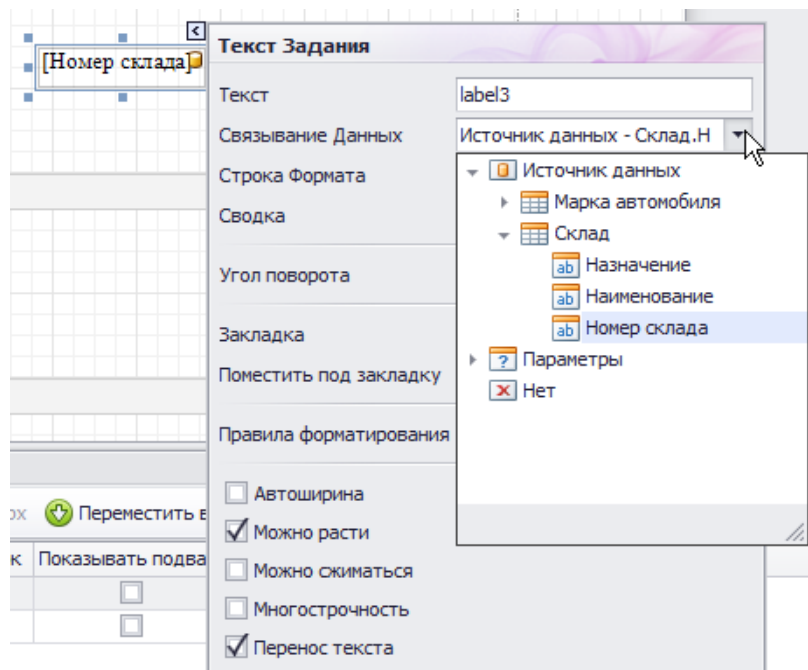 [Номер склада]
Текст Задания
Текст
label3
Связывание Данных
Источник данных - Склад.Н
Строка Формата
Источник данных
Марка автомобиля
Сводка
Склад
Назначение
Угол поворота
Наименование
Закладка
Номер склада
Поместить под закладку
Параметры
Нет
Правила форматирования
Автоширина
Переместить в
Можно расти
Показывать подва
Можно сжиматься
Многострочность
Перенос текста